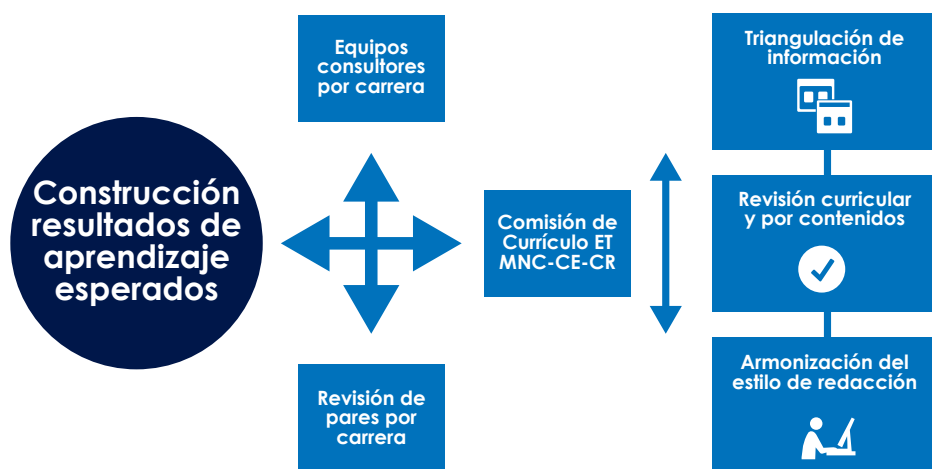 Construcción
resultados de
aprendizaje
esperados
Equipos
consultores
por carrera
Revisión de
pares por
carrera
Comisión de
Currículo ET
MNC-CE-CR
Triangulación de
información
Revisión curricular
y por contenidos
Armonización del
estilo de redacción